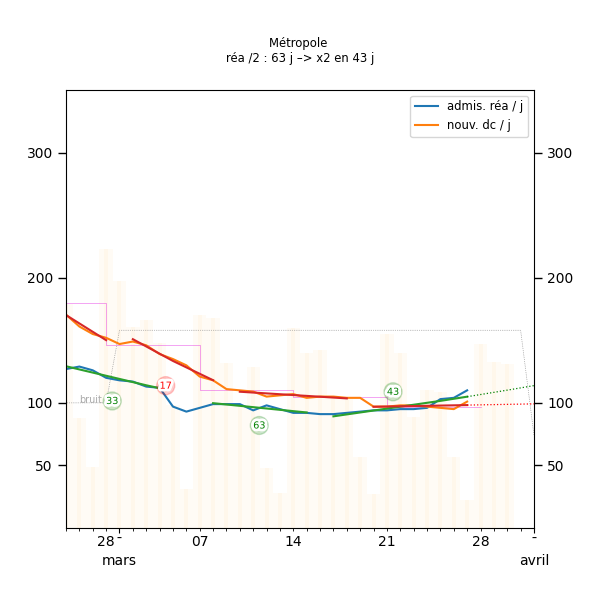 Métropole
réa /2 : 63 j –> x2 en 43 j
admis. réa / j
nouv. dc / j
300 300
200 200
100 100
50 50
bruit
33
17
63
43
28 - 07 14 21 28 -
mars avril